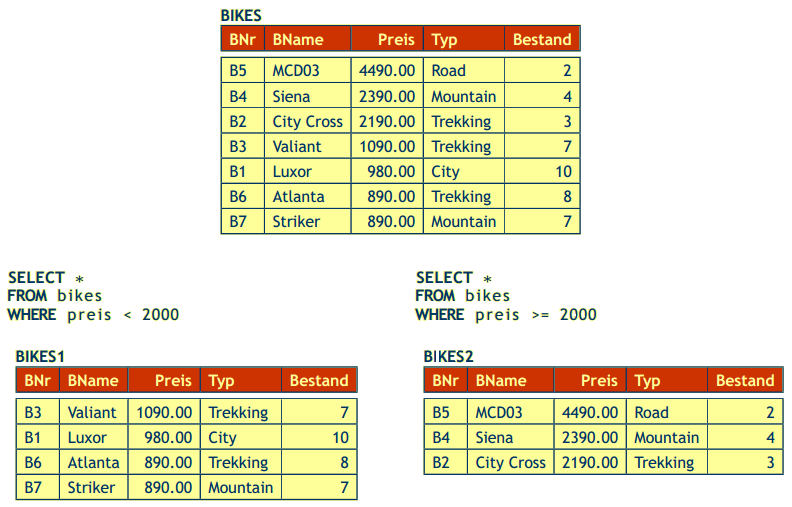 BIKES
BNr BName Preis Typ Bestand
B5 MCD03 4490.00 Road 2
B4 Siena 2390.00 Mountain 4
B2 City Cross 2190.00 Trekking 3
B3 Valiant 1090.00 Trekking 7
B1 Luxor 980.00 City 10
B6 Atlanta 890.00 Trekking 8
B7 Striker 890.00 Mountain 7
SELECT *
FROM bikes
WHERE preis < 2000
BIKES1
BNr BName Preis Typ Bestand
B3 Valiant 1090.00 Trekking 7
B1 Luxor 980.00 City 10
B6 Atlanta 890.00 Trekking 8
B7 Striker 890.00 Mountain 7
SELECT *
FROM bikes
WHERE preis >= 2000
BIKES2
BNr BName Preis Typ Bestand
B5 MCD03 4490.00 Road 2
B4 Siena 2390.00 Mountain 4
B2 City Cross 2190.00 Trekking 3